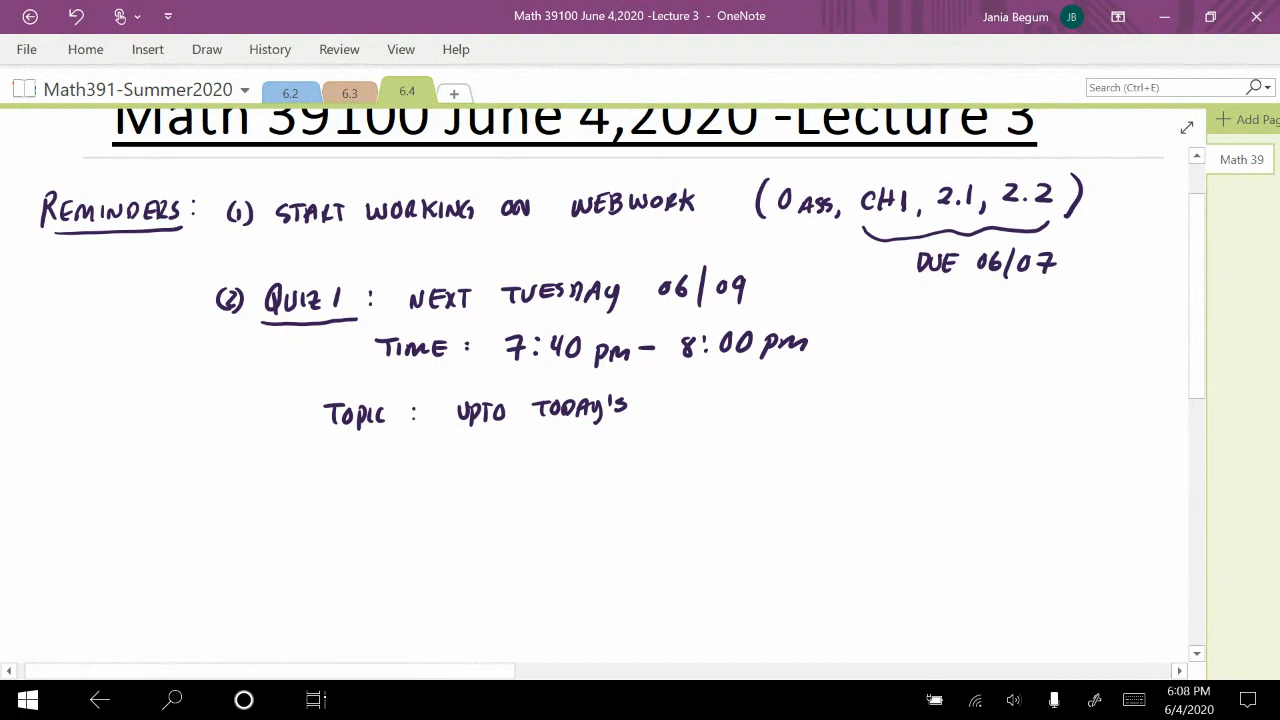 Math 39100 June 4,2020 -Lecture 3 - OneNote
Jania Begum JB
File Home Insert Draw History Review View Help
Math391-Summer2020 6.2 6.3 6.4
Search (Ctrl+E)
Math 39100 June 4,2020 -Lecture 3
Add Pag
Math 39
REMINDERS: (1) START WORKING ON WEBWORK (0 ASS, CH1, 2.1, 2.2)
DUE 06/07
(2) QUIZ 1: NEXT TUESDAY 06/09
TIME: 7:40 pm - 8:00 pm
TOPIC: UPTO TODAY'S
6:08 PM
6/4/2020